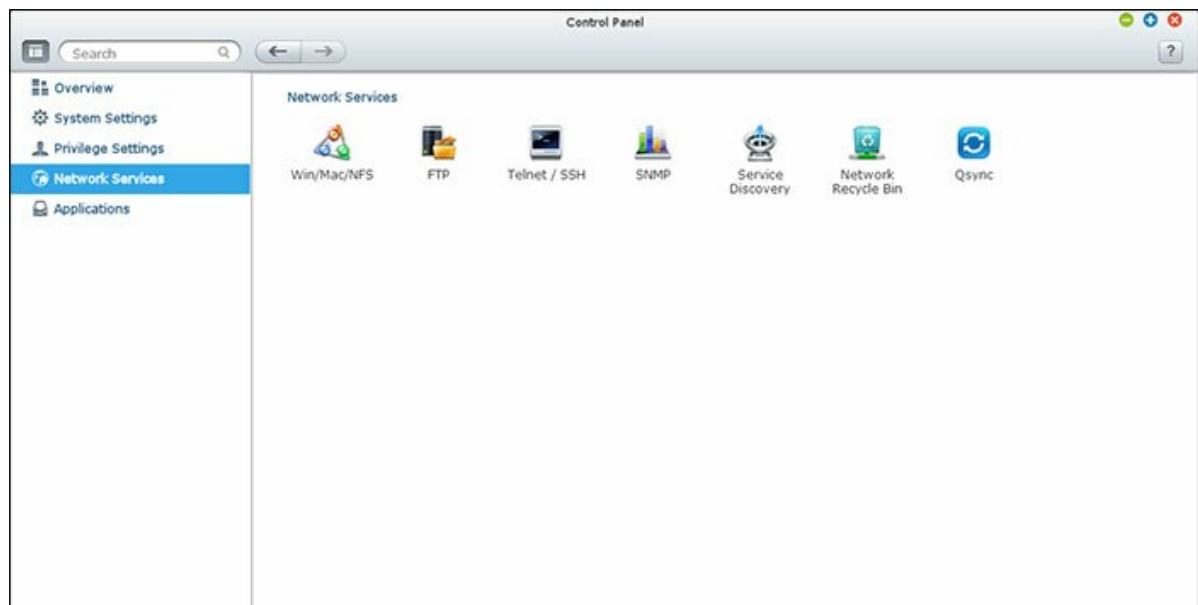 Control Panel
Search
?
Overview
System Settings
Privilege Settings
Network Services
Applications
Network Services
Win/Mac/NFS
FTP
Telnet / SSH
SNMP
Service
Discovery
Network
Recycle Bin
Qsync